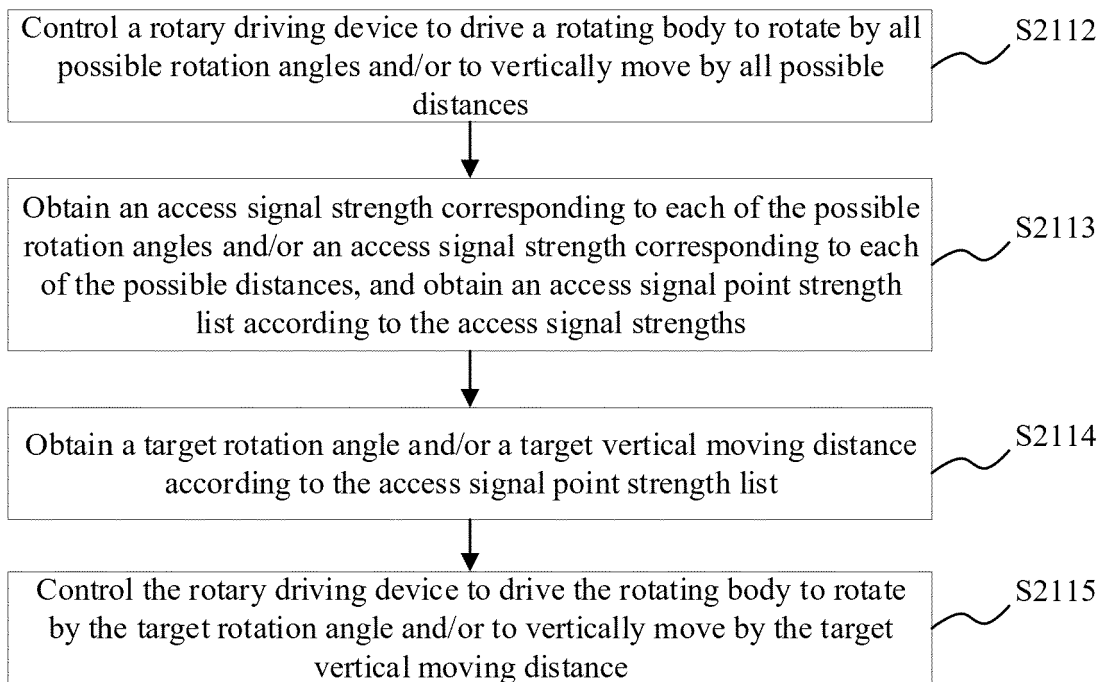 Control a rotary driving device to drive a rotating body to rotate by all
possible rotation angles and/or to vertically move by all possible
distances
S2112
Obtain an access signal strength corresponding to each of the possible
rotation angles and/or an access signal strength corresponding to each
of the possible distances, and obtain an access signal point strength
list according to the access signal strengths
S2113
Obtain a target rotation angle and/or a target vertical moving distance
according to the access signal point strength list
S2114
Control the rotary driving device to drive the rotating body to rotate
by the target rotation angle and/or to vertically move by the target
vertical moving distance
S2115